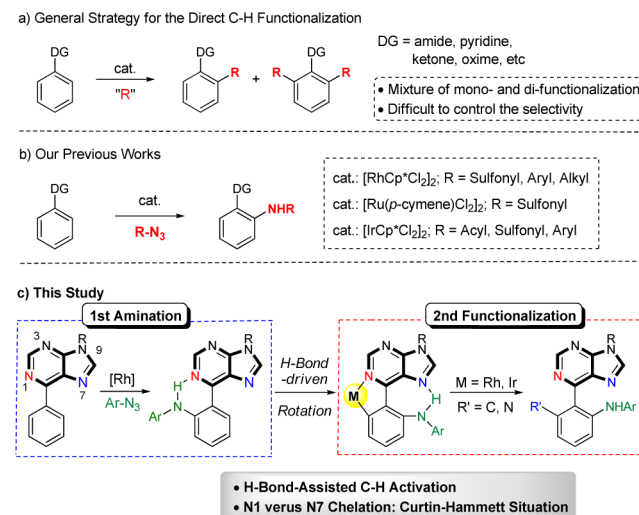 a) General Strategy for the Direct C-H Functionalization
DG
cat.
"R"
DG
R
+
R
DG
R
DG = amide, pyridine,
ketone, oxime, etc
• Mixture of mono- and di-functionalization
• Difficult to control the selectivity
b) Our Previous Works
DG
cat.
R-N3
DG
NHR
cat.: [RhCp*Cl2]2; R = Sulfonyl, Aryl, Alkyl
cat.: [Ru(p-cymene)Cl2]2; R = Sulfonyl
cat.: [IrCp*Cl2]2; R = Acyl, Sulfonyl, Aryl
c) This Study
1st Amination
2nd Functionalization
3
N
R
N
9
N
1
N
7
[Rh]
Ar-N3
N
R
N
N
N
H
N
Ar
H-Bond
-driven
Rotation
N
R
N
N
N
M
H
N
Ar
M = Rh, Ir
R' = C, N
N
R
N
N
N
R'
NHAr
• H-Bond-Assisted C-H Activation
• N1 verus N7 Chelation: Curtin-Hammett Situation